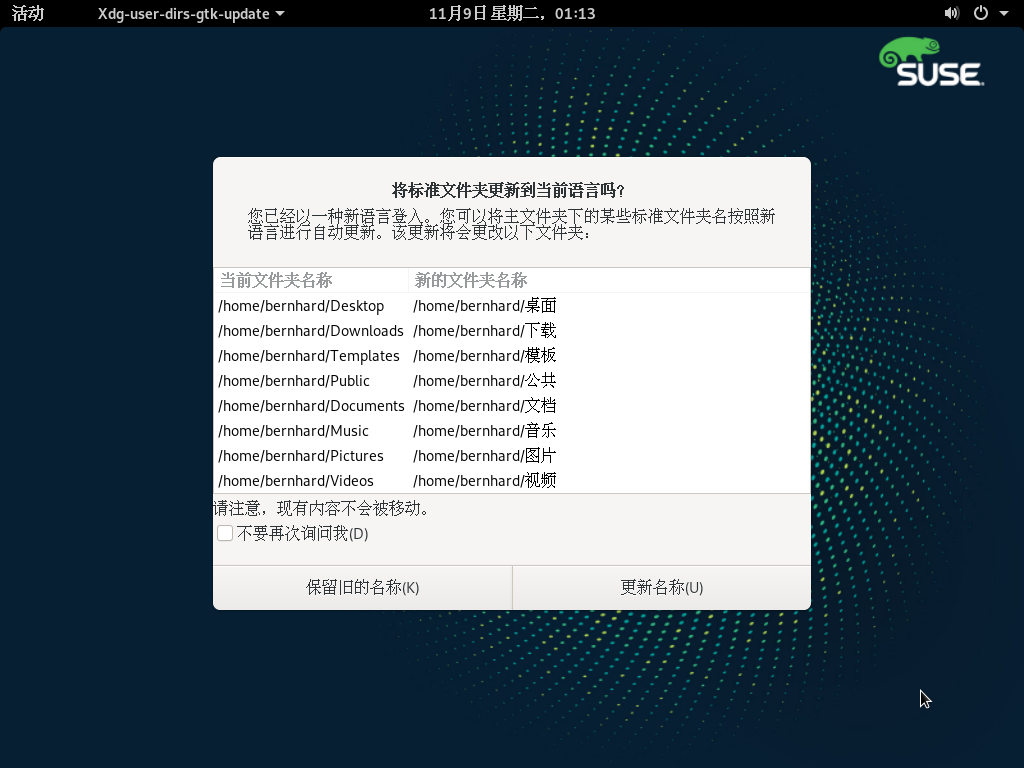 活动 Xdg-user-dirs-gtk-update 11月9日 星期二，01:13
SUSE
将标准文件夹更新到当前语言吗?
您已经以一种新语言登入。您可以将主文件夹下的某些标准文件夹名按照新
语言进行自动更新。该更新将会更改以下文件夹：
当前文件夹名称 新的文件夹名称
/home/bernhard/Desktop /home/bernhard/桌面
/home/bernhard/Downloads /home/bernhard/下载
/home/bernhard/Templates /home/bernhard/模板
/home/bernhard/Public /home/bernhard/公共
/home/bernhard/Documents /home/bernhard/文档
/home/bernhard/Music /home/bernhard/音乐
/home/bernhard/Pictures /home/bernhard/图片
/home/bernhard/Videos /home/bernhard/视频
请注意，现有内容不会被移动。
不要再次询问我(D)
保留旧的名称(K) 更新名称(U)